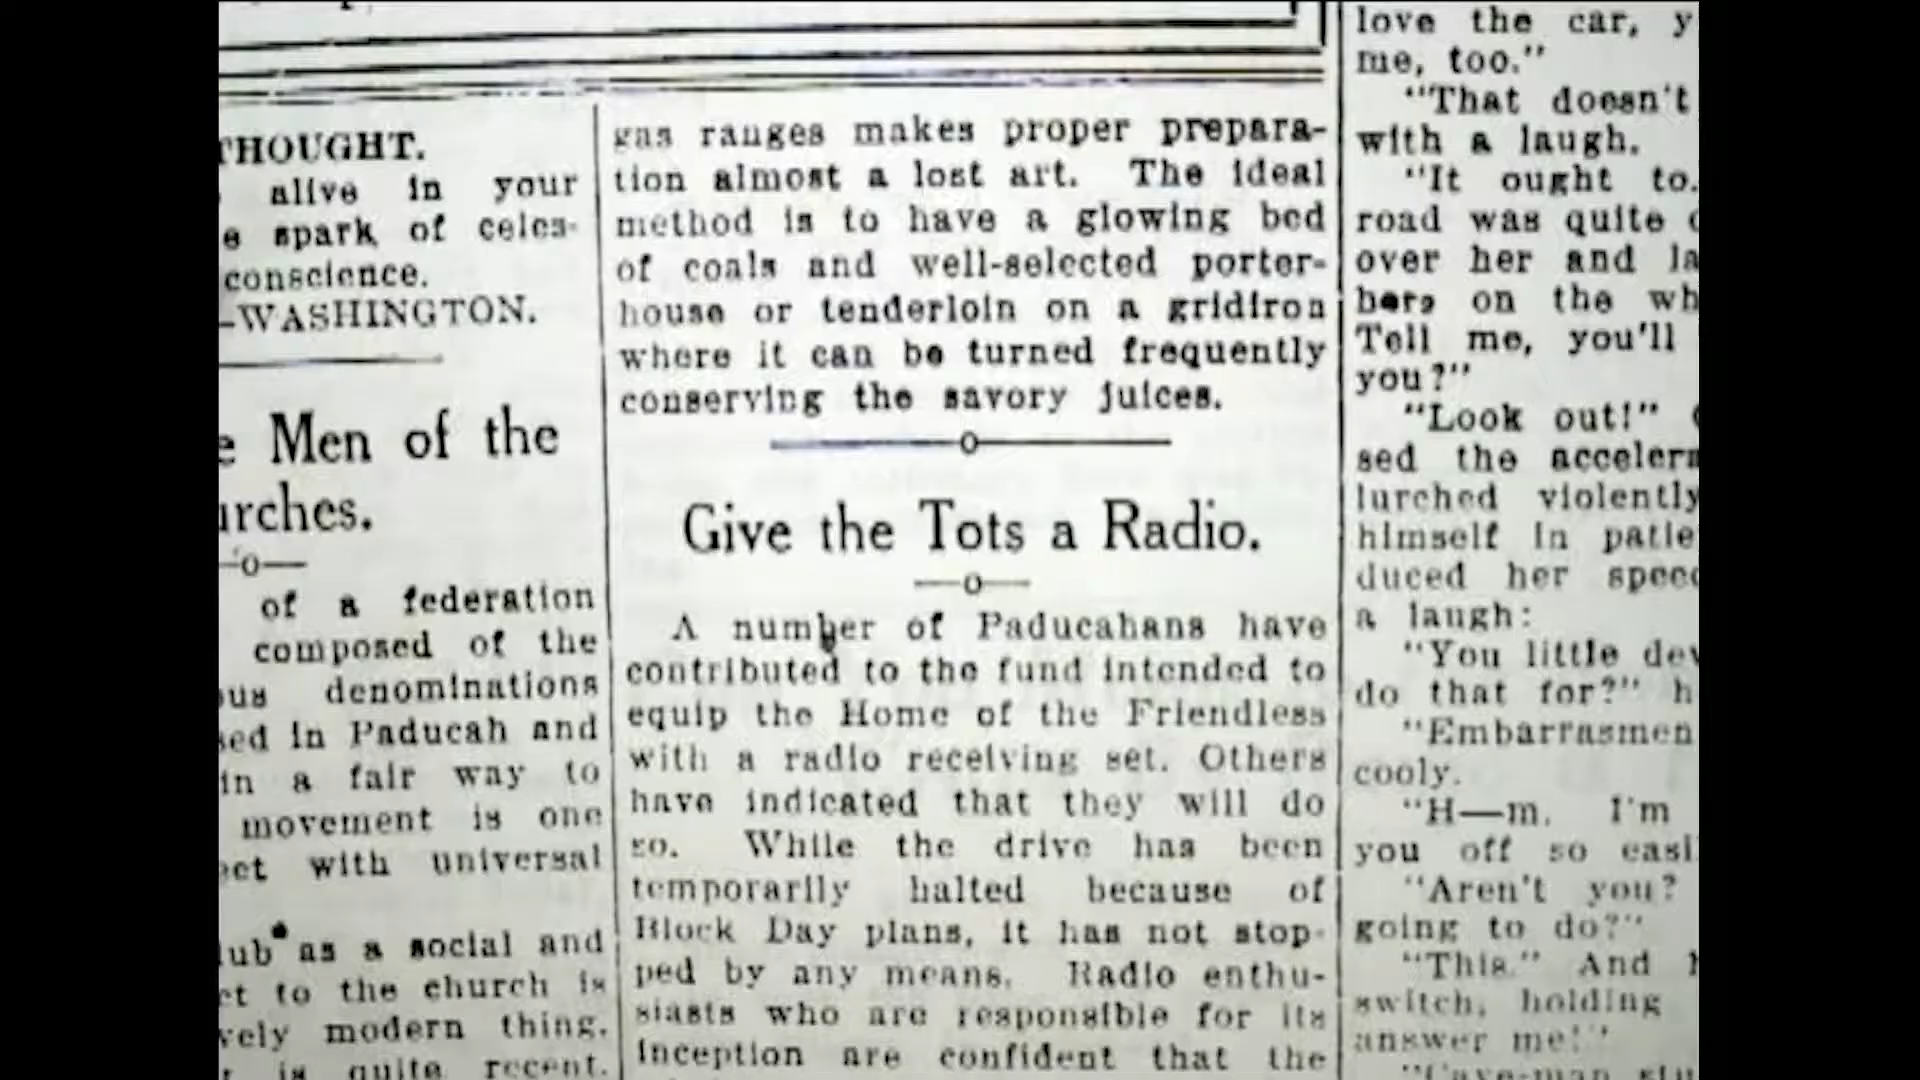 THOUGHT.
alive in your
spark of celes-
conscience.
—WASHINGTON.
Men of the
of a federation
composed of the
denominations
in Paducah and
in a fair way to
movement is one
with universal
as a social and
to the church is
modern thing.
is quite recent.
gas ranges makes proper prepara-
tion almost a lost art. The ideal
method is to have a glowing bed
of coals and well-selected porter-
house or tenderloin on a gridiron
where it can be turned frequently
conserving the savory juices.
Give the Tots a Radio.
A number of Paducahans have
contributed to the fund intended to
equip the Home of the Friendless
with a radio receiving set. Others
have indicated that they will do
so. While the drive has been
temporarily halted because of
Block Day plans, it has not stop-
ped by any means. Radio enthu-
siasts who are responsible for its
inception are confident that the
love the car, y
me, too."
"That doesn't
with a laugh.
"It ought to.
road was quite
over her and la
hers on the wh
Tell me, you'll
you?"
"Look out!"
sed the accelera
lurched violently
himself in patie
duced her speed
a laugh:
"You little dev
do that for?" h
"Embarrasmen
cooly.
"H—m. I'm
you off so easi
"Aren't you?
going to do?"
"This." And
switch, holding
answer me!"